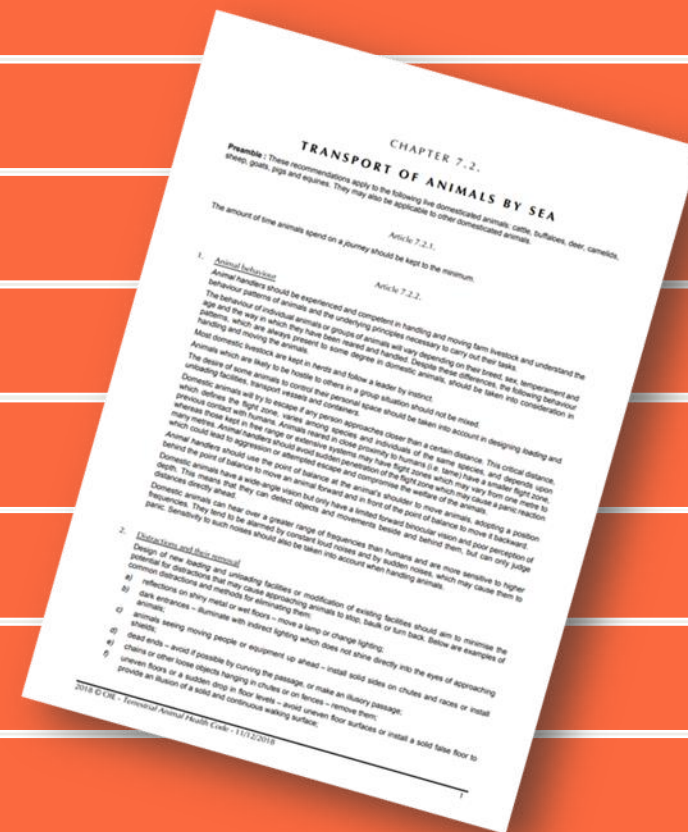 CHAPTER 7.2.
TRANSPORT OF ANIMALS BY SEA
Preamble : These recommendations apply to the following live domesticated animals: cattle, buffaloes, deer, camelids,
sheep, goats, pigs and equines. They may also be applicable to other domesticated animals.
Article 7.2.1.
The amount of time animals spend on a journey should be kept to the minimum.
Article 7.2.2.
1. Animal behaviour
Animal handlers should be experienced and competent in handling and moving farm livestock and understand the
behaviour patterns of animals and the underlying principles necessary to carry out their tasks.
The behaviour of individual animals or groups of animals will vary depending on their breed, sex, temperament and
age and the way in which they have been reared and handled. Despite these differences, the following behaviour
patterns, which are always present to some degree in domestic animals, should be taken into consideration in
handling and moving the animals.
Most domestic livestock are kept in herds and follow a leader by instinct.
Animals which are likely to be hostile to others in a group situation should not be mixed.
The desire of some animals to control their personal space should be taken into account in designing loading and
unloading facilities, transport vessels and containers.
Domestic animals will try to escape if any person approaches closer than a certain distance. This critical distance,
which defines the flight zone, varies among species and individuals of the same species, and depends upon
previous contact with humans. Animals reared in close proximity to humans (i.e. tame) have a smaller flight zone,
whereas those kept in free range or extensive systems may have flight zones which may vary from one metre to
many metres. Animal handlers should avoid sudden penetration of the flight zone which may cause a panic reaction
which could lead to aggression or attempted escape and compromise the welfare of the animals.
Animal handlers should use the point of balance at the animal's shoulder to move animals, adopting a position
behind the point of balance to move an animal forward and in front of the point of balance to move it backward.
Domestic animals have a wide-angle vision but only have a limited forward binocular vision and poor perception of
depth. This means that they can detect objects and movements beside and behind them, but can only judge
distances directly ahead.
Domestic animals can hear over a greater range of frequencies than humans and are more sensitive to higher
frequencies. They tend to be alarmed by constant loud noises and by sudden noises, which may cause them to
panic. Sensitivity to such noises should also be taken into account when handling animals.
2. Distractions and their removal
Design of new loading and unloading facilities or modification of existing facilities should aim to minimise the
potential for distractions that may cause approaching animals to stop, baulk or turn back. Below are examples of
common distractions and methods for eliminating them:
a) reflections on shiny metal or wet floors – move a lamp or change lighting;
b) dark entrances – illuminate with indirect lighting which does not shine directly into the eyes of approaching
animals;
c) animals seeing moving people or equipment up ahead – install solid sides on chutes and races or install
shields;
d) dead ends – avoid if possible by curving the passage, or make an illusory passage;
e) chains or other loose objects hanging in chutes or on fences – remove them;
f) uneven floors or a sudden drop in floor levels – avoid uneven floor surfaces or install a solid false floor to
provide an illusion of a solid and continuous walking surface;
2018 © OIE - Terrestrial Animal Health Code - 11/12/2018
1